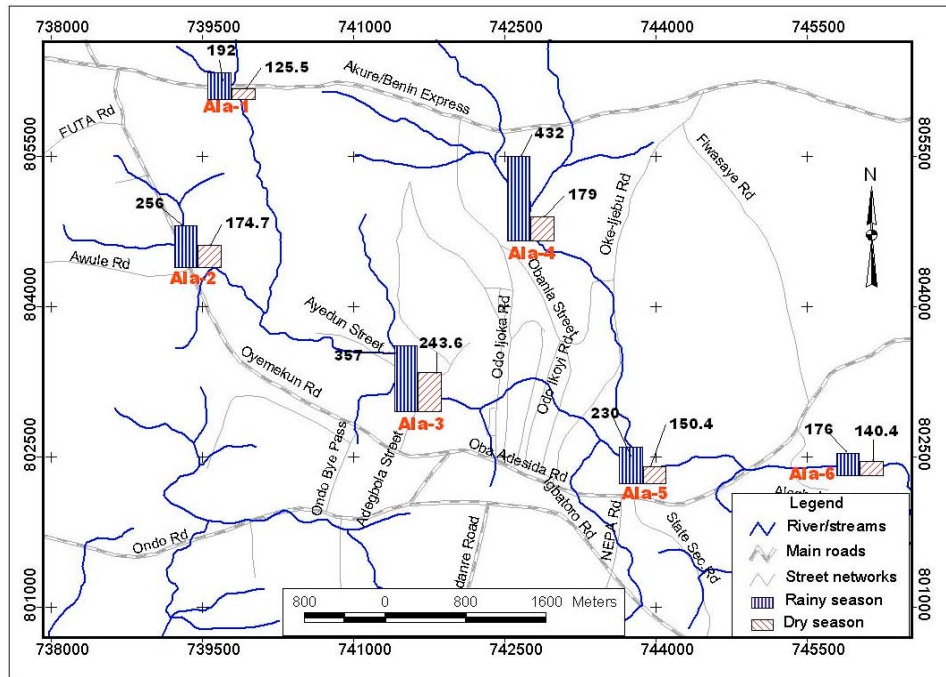 738000 739500 741000 742500 744000 745500
192
125.5
Ala-1
Akure/Benin Express
FUTA Rd
805500
805500
432
179
Ala-4
Oke-Ijebu Rd
Fiwasaye Rd
N
256
174.7
Ala-2
Awule Rd
Obanla Street
804000
804000
Ayedun Street
357
243.6
Ala-3
Oyemekun Rd
Odo Ijoka Rd
Odo Ikoyi Rd
230
150.4
Ala-5
176
140.4
Ala-6
802500
802500
Oba Adesida Rd
Ondo Bye Pass
Adegbola Street
Igbatoro Rd
NEPA Rd
State Sec Rd
Ondo Rd
danre Road
Legend
River/streams
Main roads
Street networks
Rainy season
Dry season
801000
801000
800 0 800 1600 Meters
738000 739500 741000 742500 744000 745500